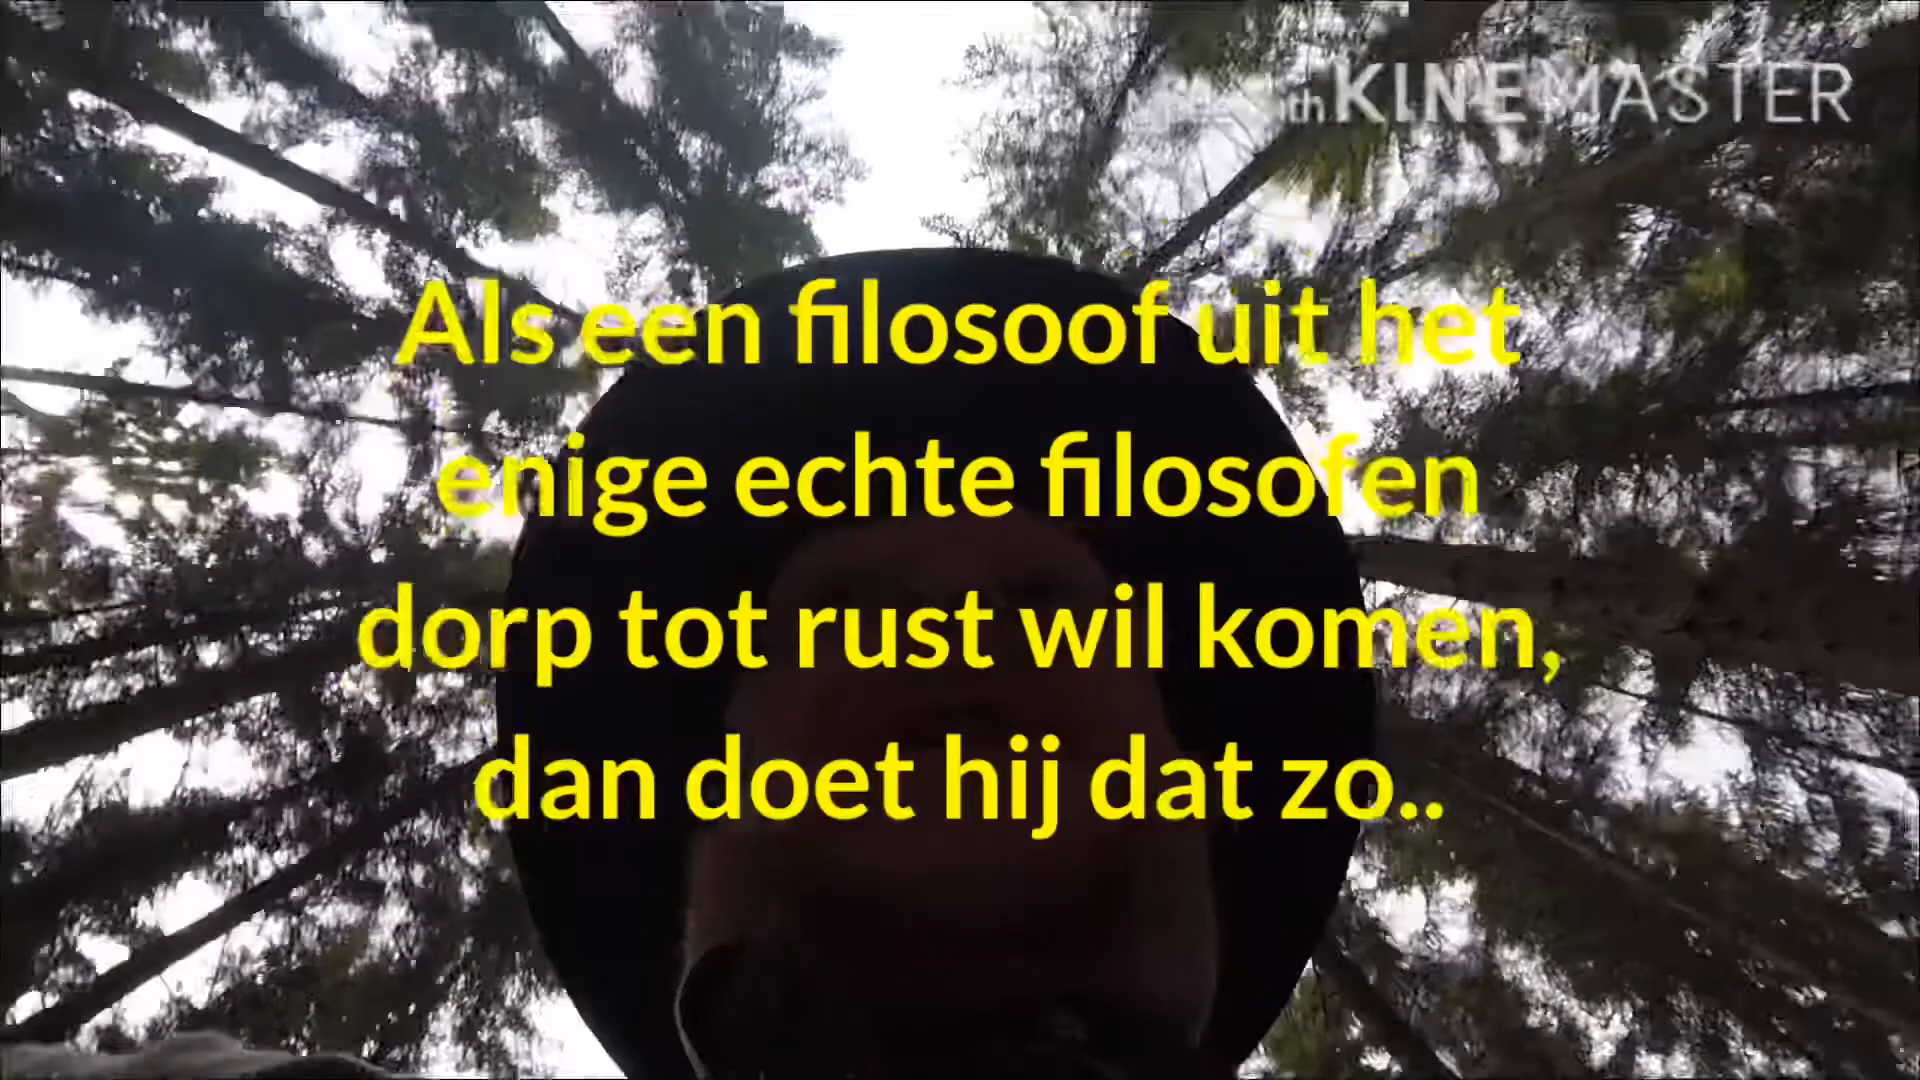 KINEMASTER
Als een filosoof uit het
enige echte filosofen
dorp tot rust wil komen,
dan doet hij dat zo..